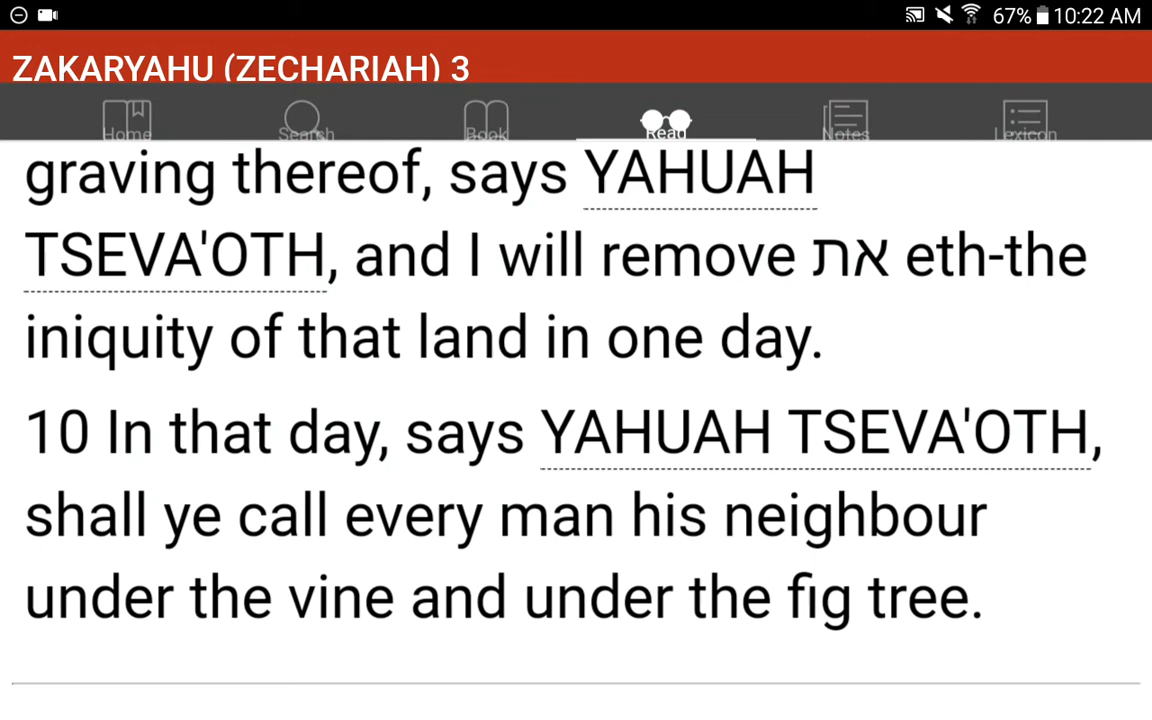 67% 10:22 AM
ZAKARYAHU (ZECHARIAH) 3
Home Search Book Read Notes Lexicon
graving thereof, says YAHUAH
TSEVA'OTH, and I will remove את eth-the
iniquity of that land in one day.
10 In that day, says YAHUAH TSEVA'OTH,
shall ye call every man his neighbour
under the vine and under the fig tree.